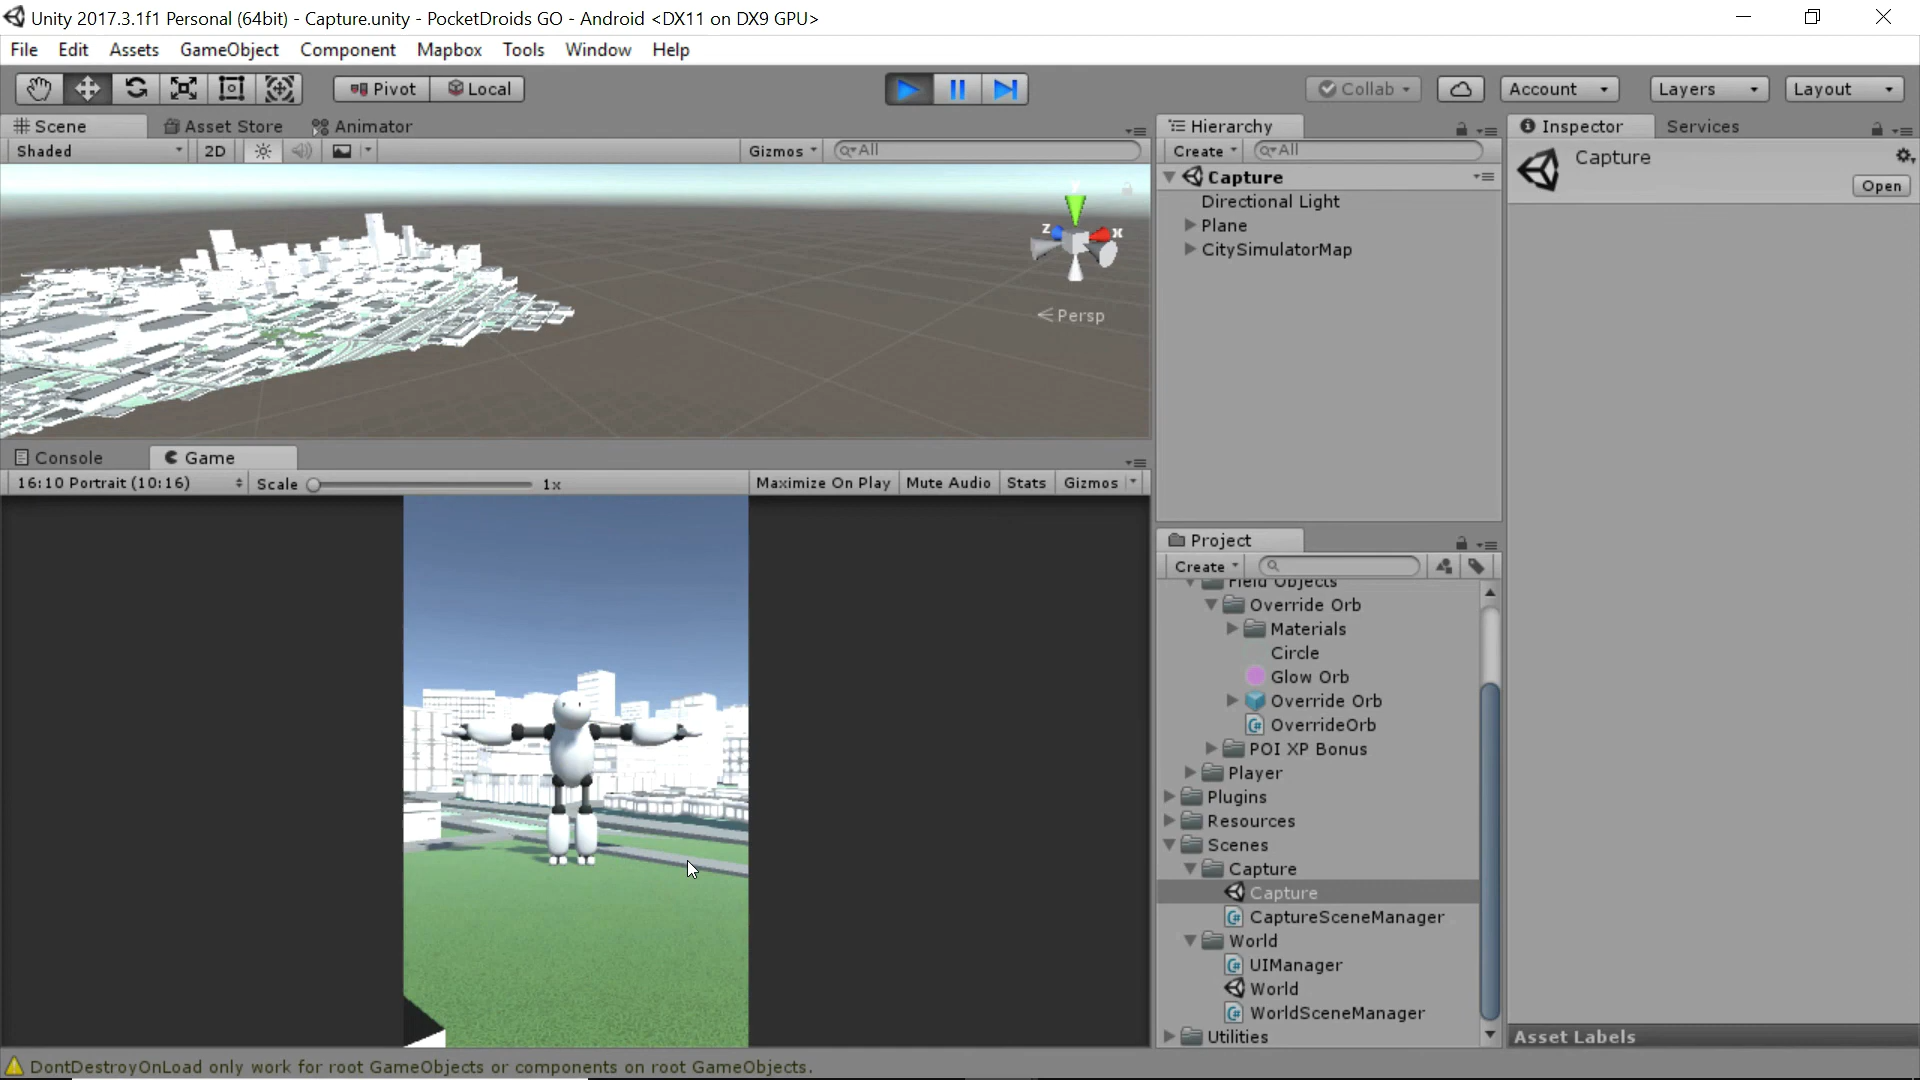 Unity 2017.3.1f1 Personal (64bit) - Capture.unity - PocketDroids GO - Android <DX11 on DX9 GPU>
File Edit Assets GameObject Component Mapbox Tools Window Help
Pivot Local Collab Account Layers Layout
Scene Asset Store Animator
Shaded 2D Gizmos All
y
z x
Persp
Console Game
16:10 Portrait (10:16) Scale 1x Maximize On Play Mute Audio Stats Gizmos
Hierarchy
Create All
Capture
Directional Light
Plane
CitySimulatorMap
Project
Create
Field Objects
Override Orb
Materials
Circle
Glow Orb
Override Orb
OverrideOrb
POI XP Bonus
Player
Plugins
Resources
Scenes
Capture
Capture
CaptureSceneManager
World
UIManager
World
WorldSceneManager
Utilities
Inspector Services
Capture
Open
Asset Labels
DontDestroyOnLoad only work for root GameObjects or components on root GameObjects.